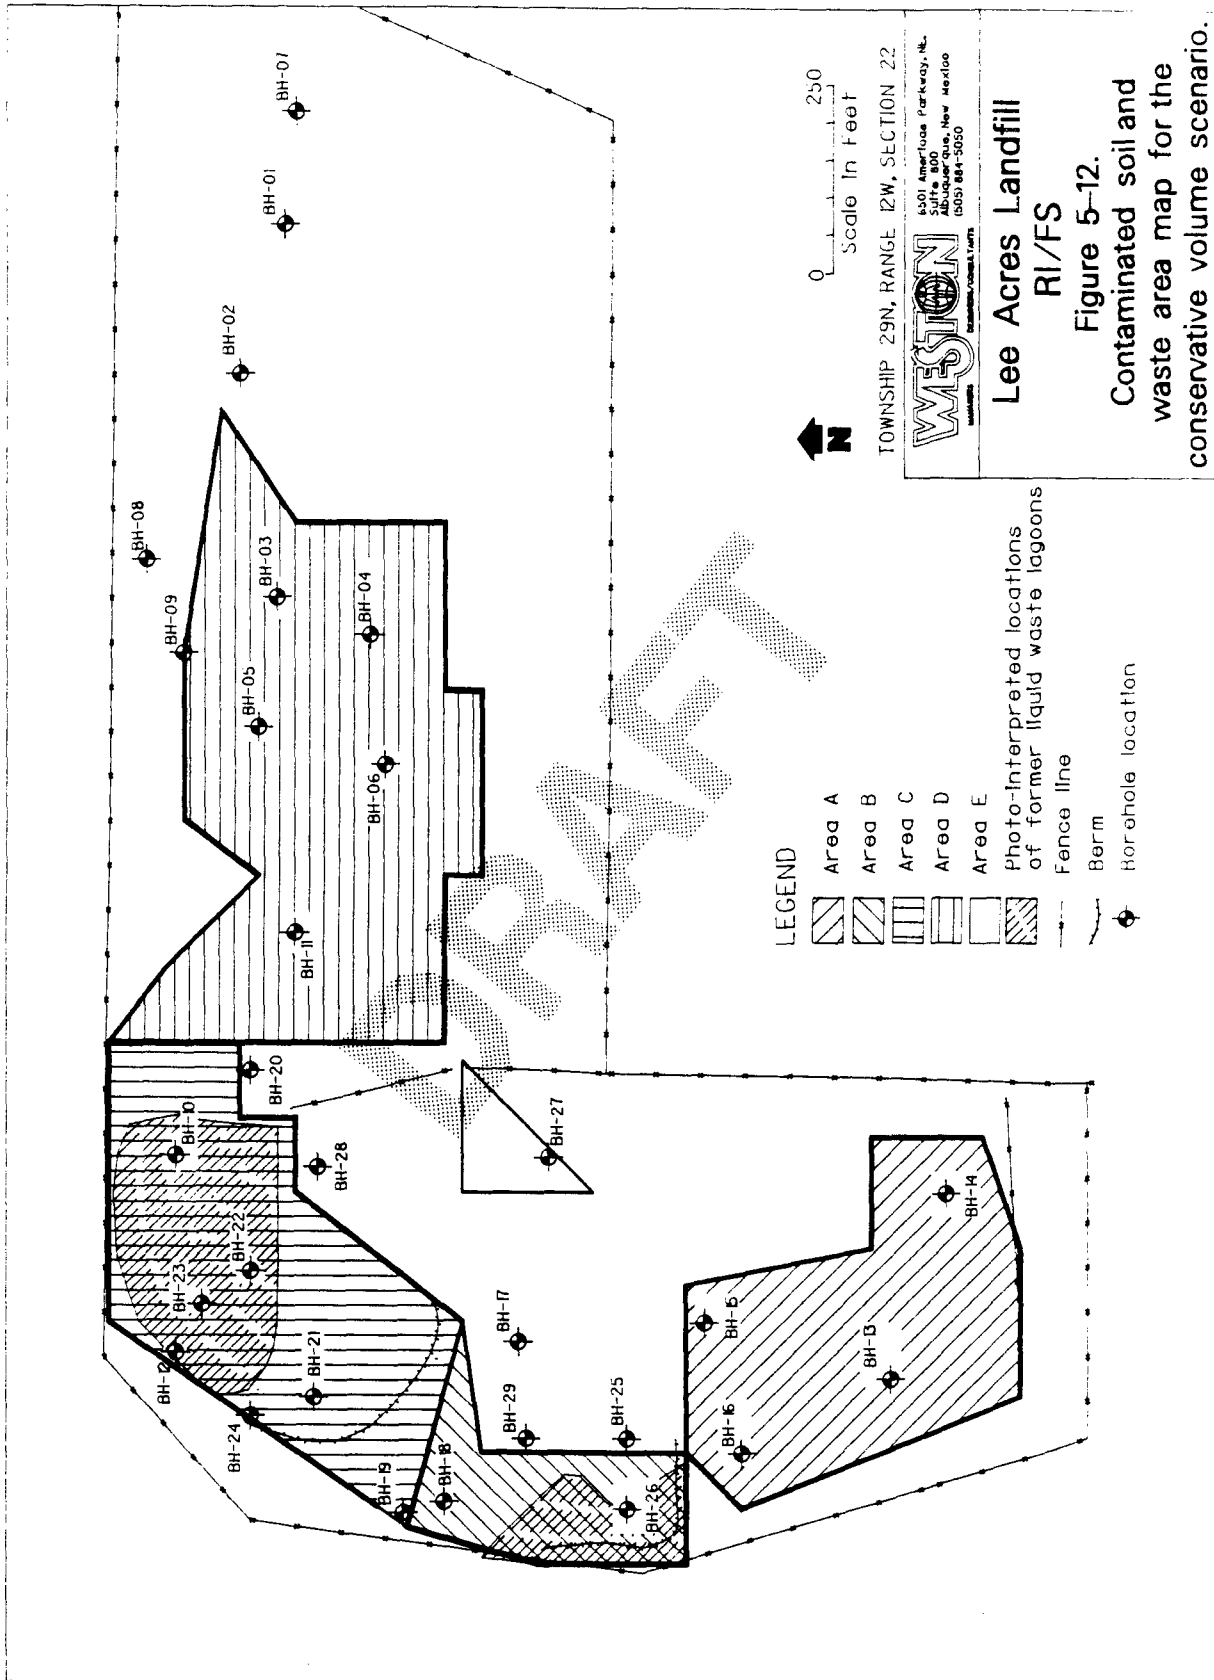 BH-07
BH-01
BH-02
BH-08
BH-09
BH-03
BH-04
BH-05
BH-06
BH-11
BH-20
BH-10
BH-28
BH-22
BH-23
BH-12
BH-21
BH-24
BH-19
BH-18
BH-27
BH-17
BH-29
BH-25
BH-26
BH-15
BH-16
BH-13
BH-14
DRAFT
LEGEND
Area A
Area B
Area C
Area D
Area E
Photo-Interpreted locations
of former liquid waste lagoons
Fence line
Berm
Borehole location
0 250
Scale In Feet
N
TOWNSHIP 29N, RANGE 12W, SECTION 22
WESTON
MANAGERS DESIGNERS/CONSULTANTS
6501 Americas Parkway, NE.
Suite 800
Albuquerque, New Mexico
(505) 884-5050
Lee Acres Landfill
RI/FS
Figure 5-12.
Contaminated soil and
waste area map for the
conservative volume scenario.